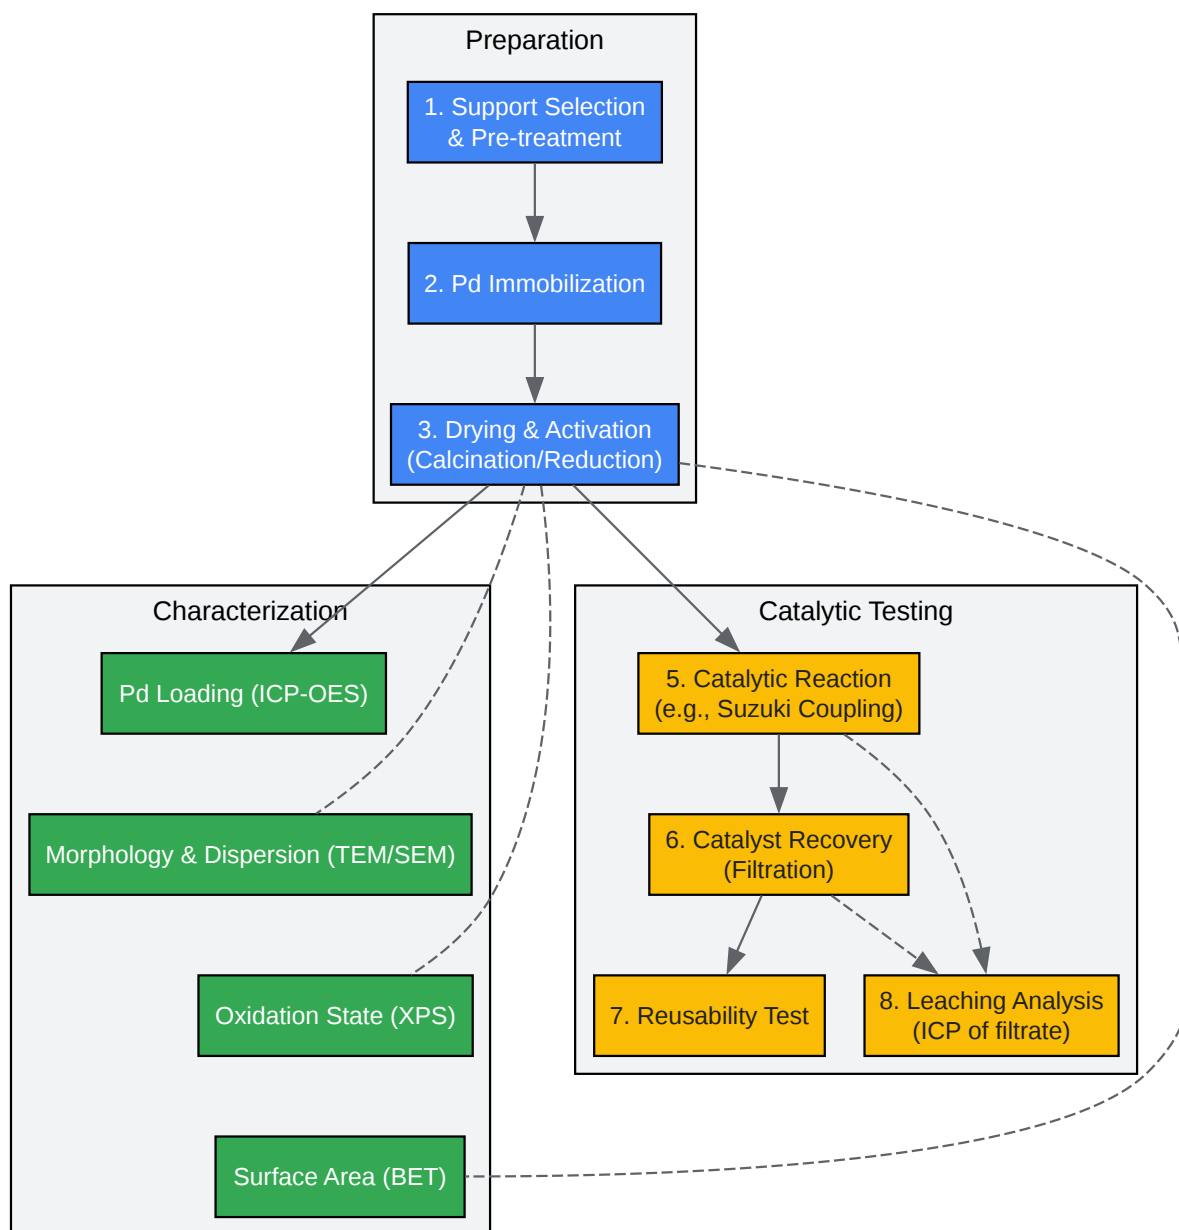 Preparation
1. Support Selection
& Pre-treatment
2. Pd Immobilization
3. Drying & Activation
(Calcination/Reduction)
Characterization
Pd Loading (ICP-OES)
Morphology & Dispersion (TEM/SEM)
Oxidation State (XPS)
Surface Area (BET)
Catalytic Testing
5. Catalytic Reaction
(e.g., Suzuki Coupling)
6. Catalyst Recovery
(Filtration)
7. Reusability Test
8. Leaching Analysis
(ICP of filtrate)